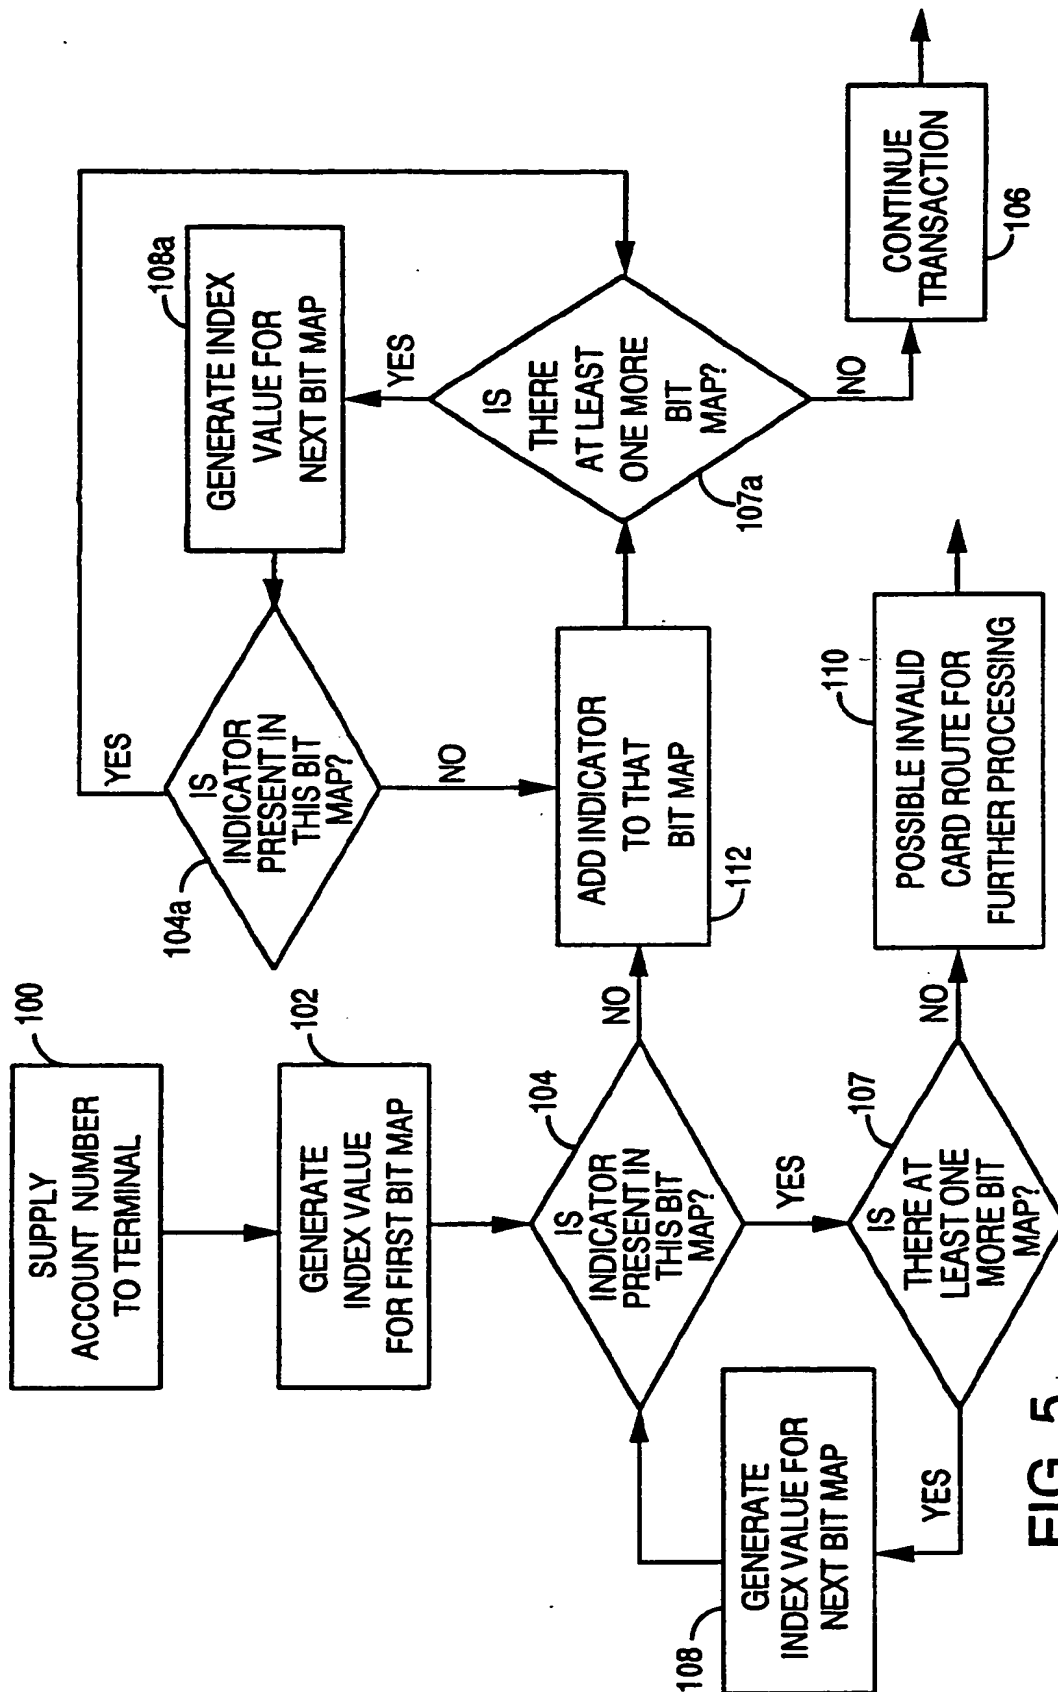 SUPPLY
ACCOUNT NUMBER
TO TERMINAL
100
GENERATE
INDEX VALUE
FOR FIRST BIT MAP
102
IS
INDICATOR
PRESENT IN
THIS BIT
MAP?
104
NO
YES
IS
THERE AT
LEAST ONE
MORE BIT
MAP?
107
YES
NO
GENERATE
INDEX VALUE FOR
NEXT BIT MAP
108
POSSIBLE INVALID
CARD ROUTE FOR
FURTHER PROCESSING
110
ADD INDICATOR
TO THAT
BIT MAP
112
IS
INDICATOR
PRESENT IN
THIS BIT
MAP?
104a
YES
NO
GENERATE INDEX
VALUE FOR
NEXT BIT MAP
108a
IS
THERE
AT LEAST
ONE MORE
BIT
MAP?
107a
YES
NO
CONTINUE
TRANSACTION
106
FIG. 5